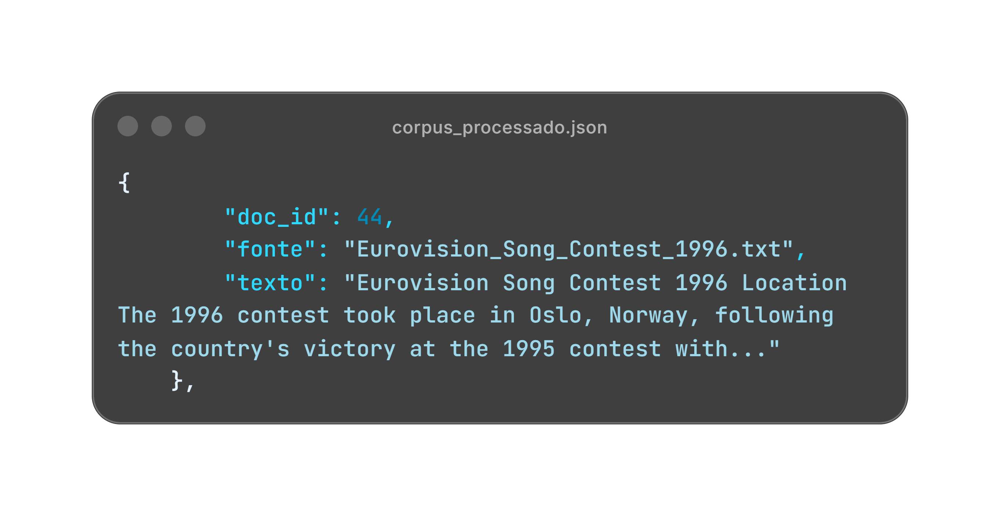 corpus_processado.json
{
"doc_id": 44,
"fonte": "Eurovision_Song_Contest_1996.txt",
"texto": "Eurovision Song Contest 1996 Location
The 1996 contest took place in Oslo, Norway, following
the country's victory at the 1995 contest with..."
},